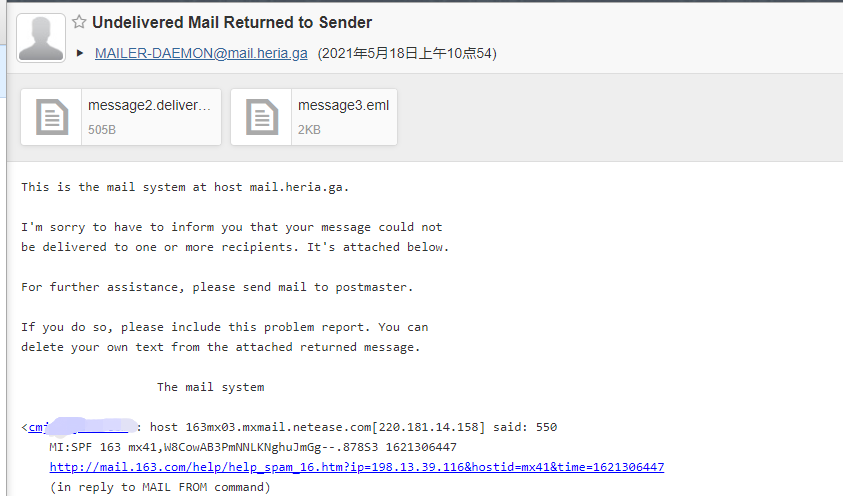 Undelivered Mail Returned to Sender
MAILER-DAEMON@mail.heria.ga (2021年5月18日上午10点54)
message2.deliver...
505B
message3.eml
2KB
This is the mail system at host mail.heria.ga.
I'm sorry to have to inform you that your message could not
be delivered to one or more recipients. It's attached below.
For further assistance, please send mail to postmaster.
If you do so, please include this problem report. You can
delete your own text from the attached returned message.
The mail system
: host 163mx03.mxmail.netease.com[220.181.14.158] said: 550
MI:SPF 163 mx41,W8CowAB3PmNNLKNghuJmGg--.878S3 1621306447
http://mail.163.com/help/help_spam_16.htm?ip=198.13.39.116&hostid=mx41&time=1621306447
(in reply to MAIL FROM command)